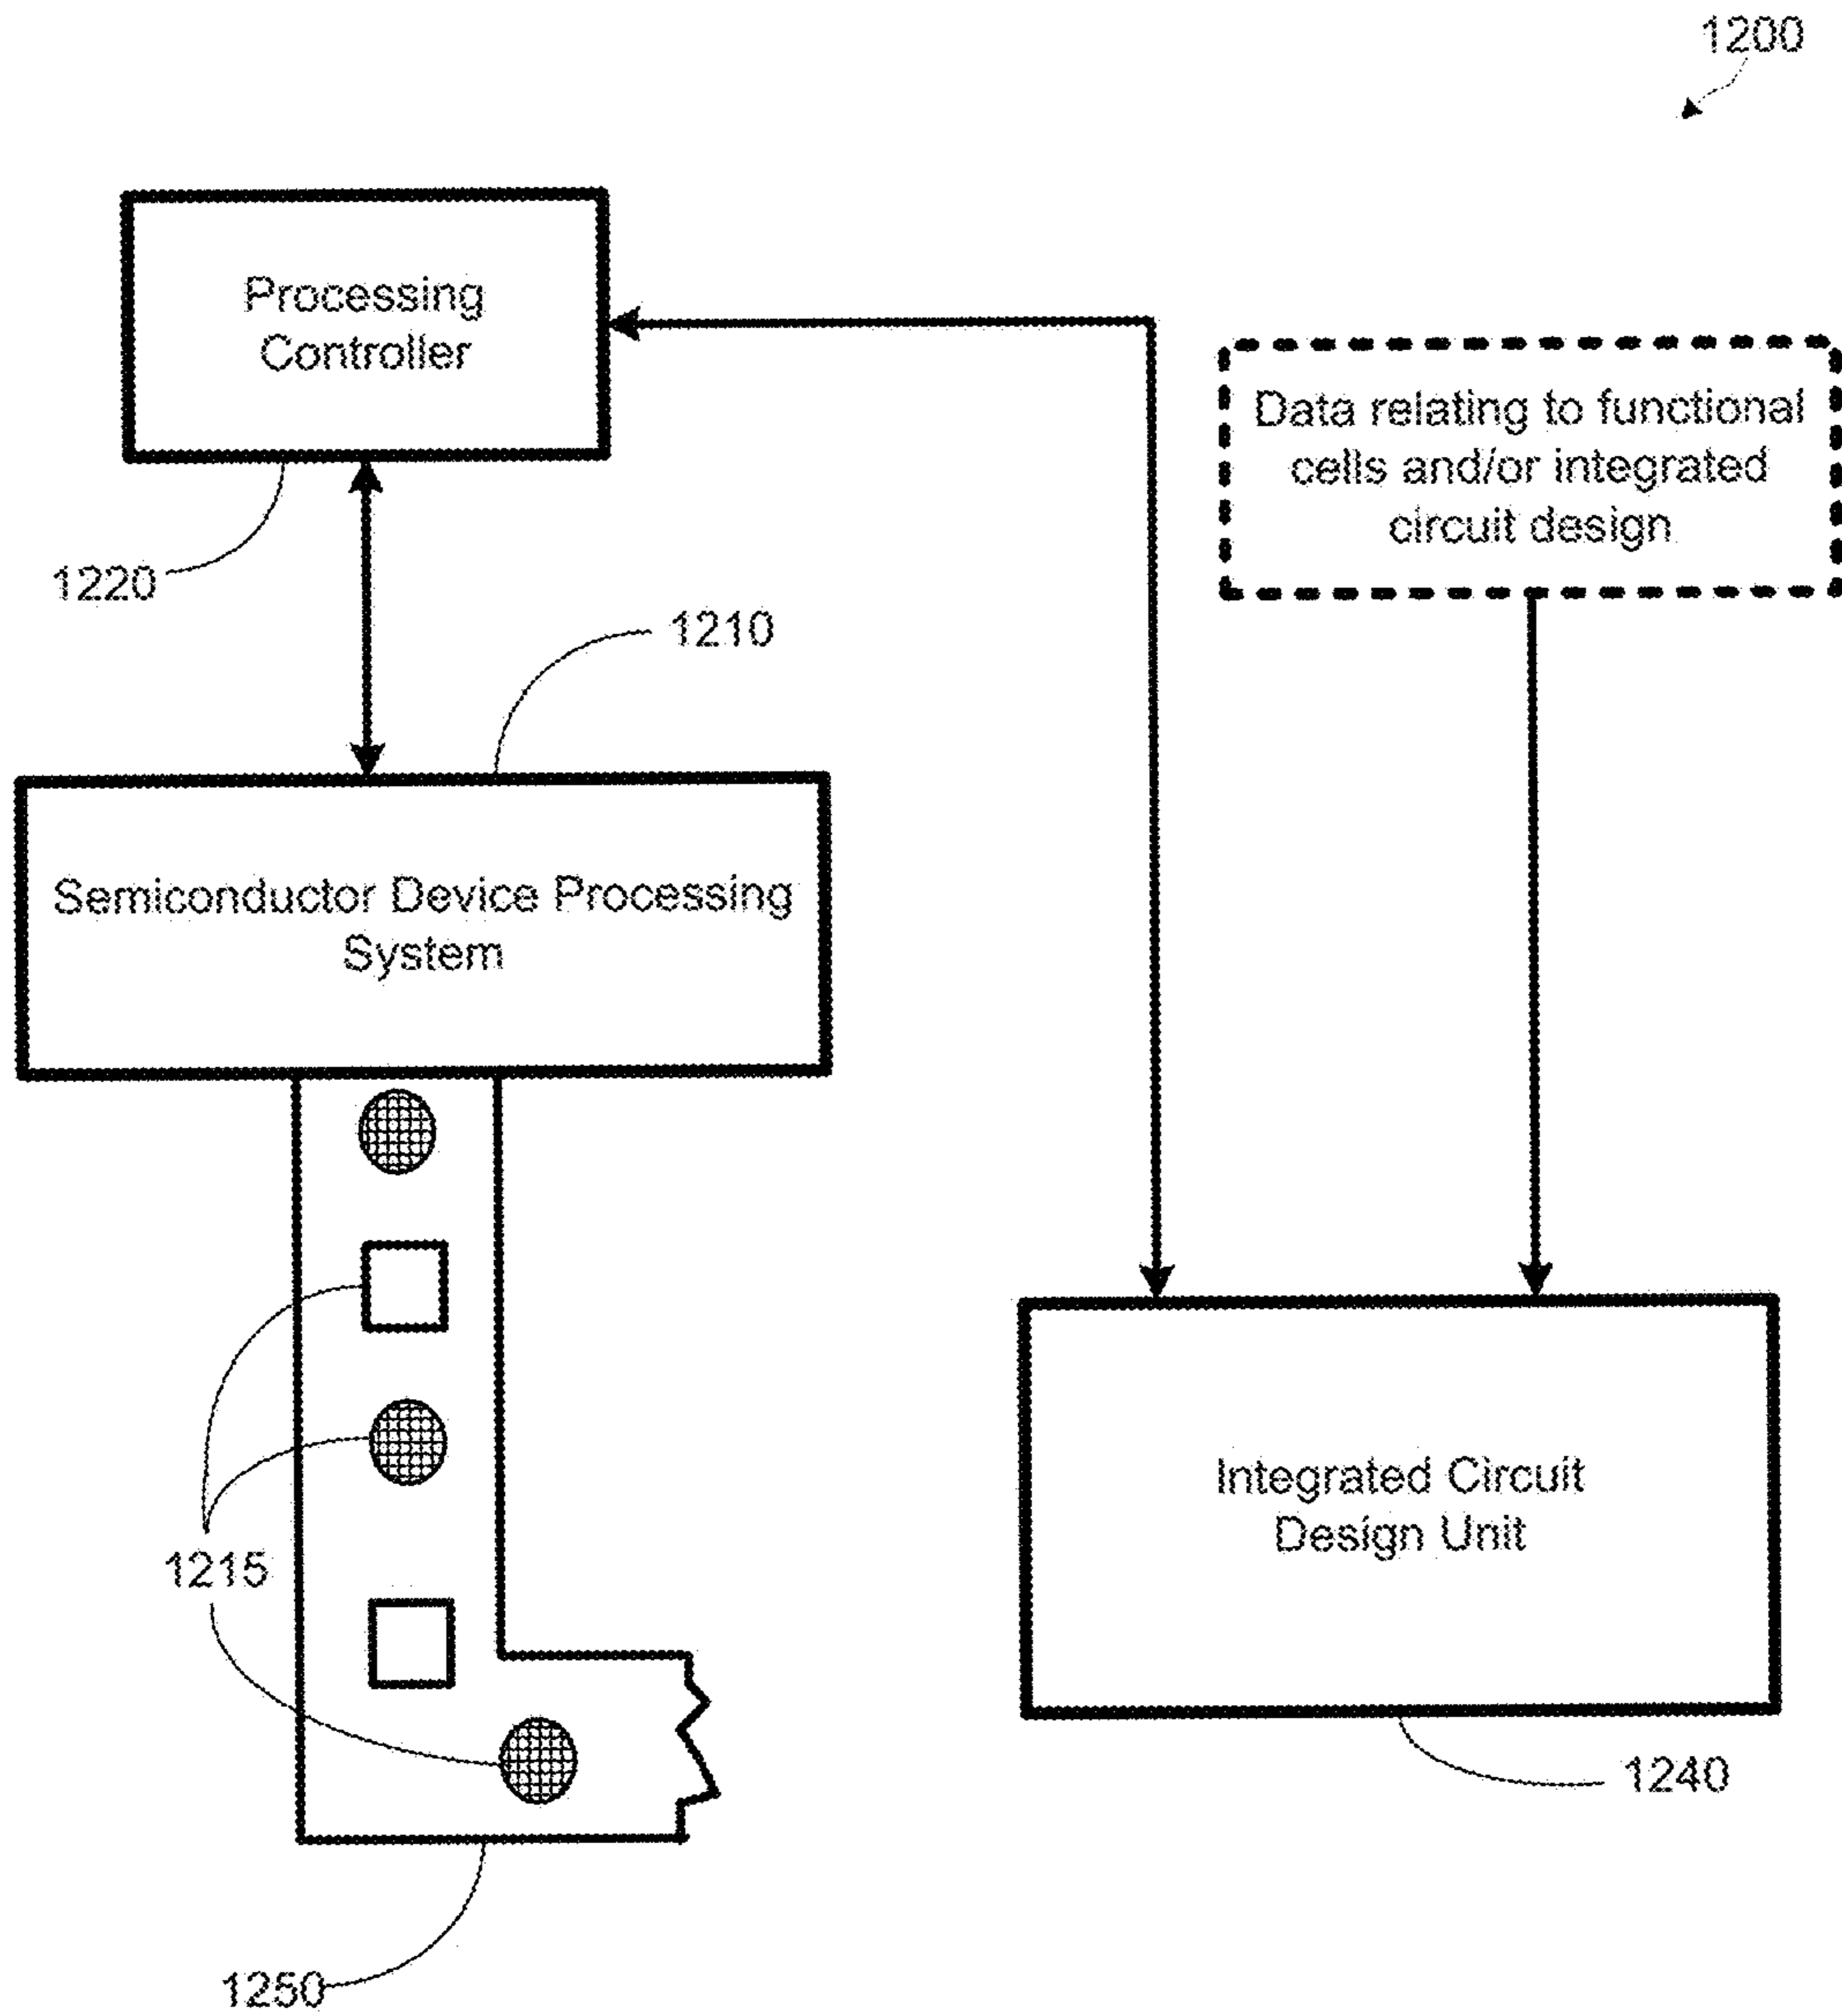 1200
Processing
Controller
Data relating to functional
cells and/or integrated
circuit design
1220
1210
Semiconductor Device Processing
System
Integrated Circuit
Design Unit
1215
1240
1250